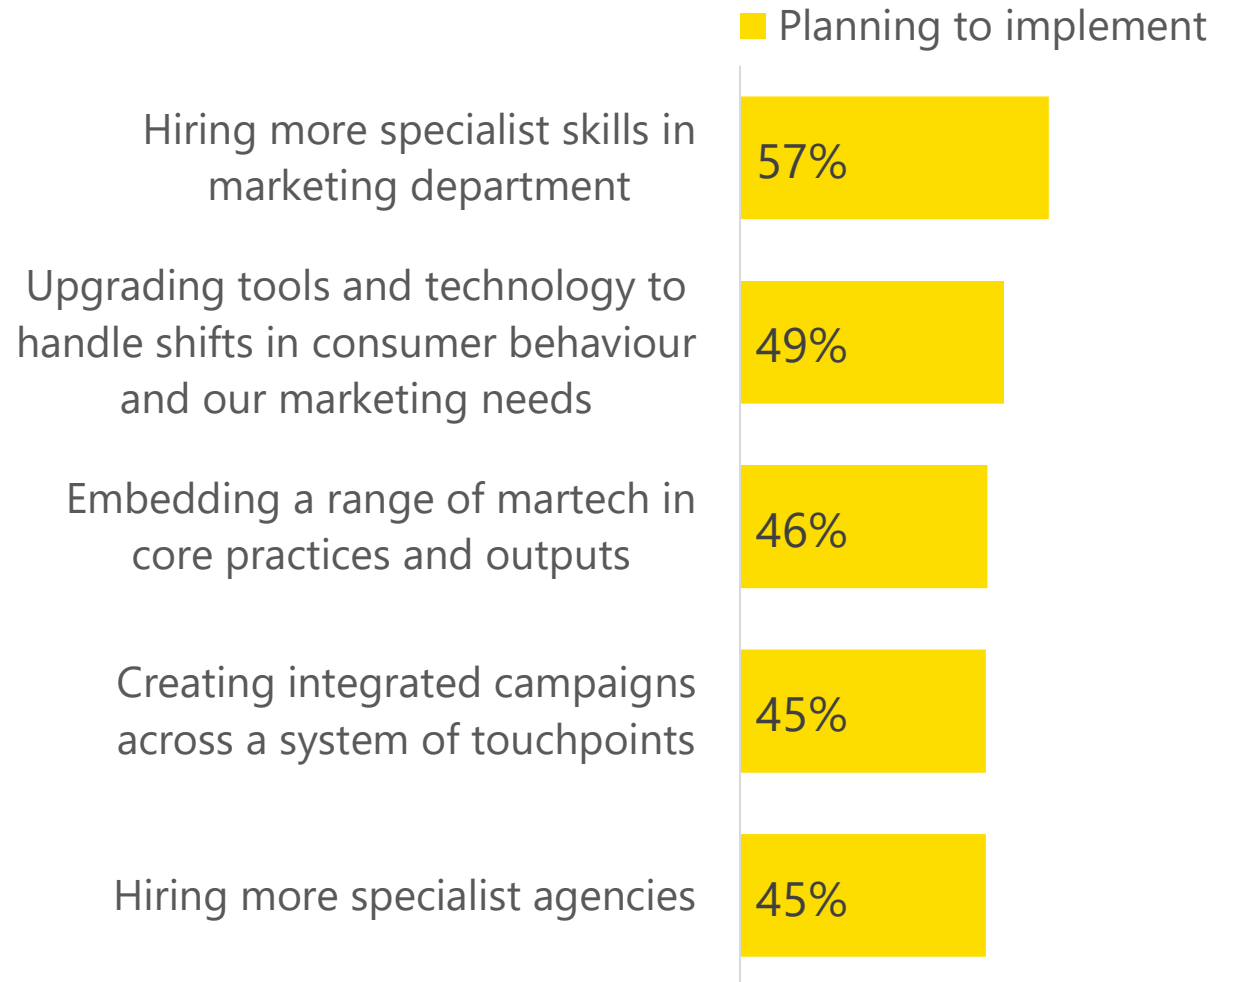 Planning to implement
Hiring more specialist skills in
marketing department
57%
Upgrading tools and technology to
handle shifts in consumer behaviour
and our marketing needs
49%
Embedding a range of martech in
core practices and outputs
46%
Creating integrated campaigns
across a system of touchpoints
45%
Hiring more specialist agencies
45%